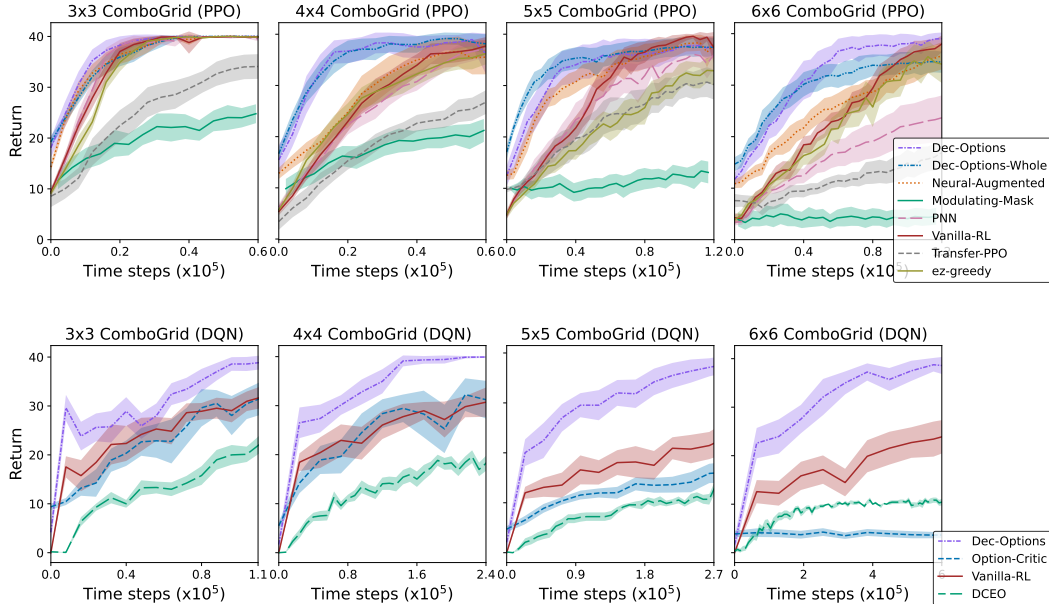 3x3 ComboGrid (PPO)
4x4 ComboGrid (PPO)
5x5 ComboGrid (PPO)
6x6 ComboGrid (PPO)
Return
40
30
20
10
0
0.0 0.2 0.4 0.6
0.0 0.2 0.4 0.6
0.0 0.4 0.8 1.2
0.0 0.4 0.8
Time steps (x10⁵)
Time steps (x10⁵)
Time steps (x10⁵)
Time steps (x10⁵)
Dec-Options
Dec-Options-Whole
Neural-Augmented
Modulating-Mask
PNN
Vanilla-RL
Transfer-PPO
ez-greedy
3x3 ComboGrid (DQN)
4x4 ComboGrid (DQN)
5x5 ComboGrid (DQN)
6x6 ComboGrid (DQN)
Return
40
30
20
10
0
0.0 0.4 0.8 1.1
0.0 0.8 1.6 2.4
0.0 0.9 1.8 2.7
0 2 4 6
Time steps (x10⁵)
Time steps (x10⁵)
Time steps (x10⁵)
Time steps (x10⁵)
Dec-Options
Option-Critic
Vanilla-RL
DCEO